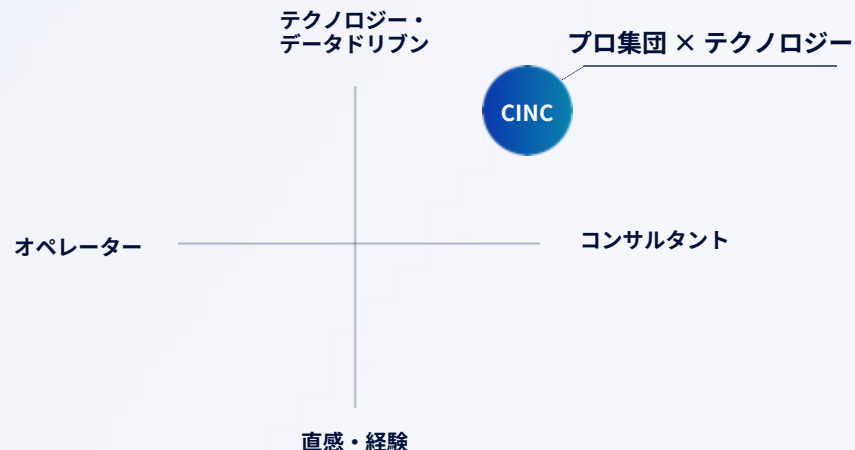 テクノロジー・
データドリブン
プロ集団 × テクノロジー
CINC
オペレーター
コンサルタント
直感・経験